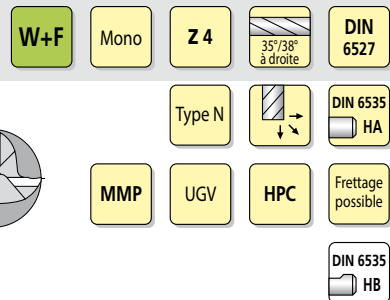 W+F
Mono
Z 4
35°/38°
à droite
DIN
6527
Type N
DIN 6535
HA
MMP
UGV
HPC
Frettage
possible
DIN 6535
HB